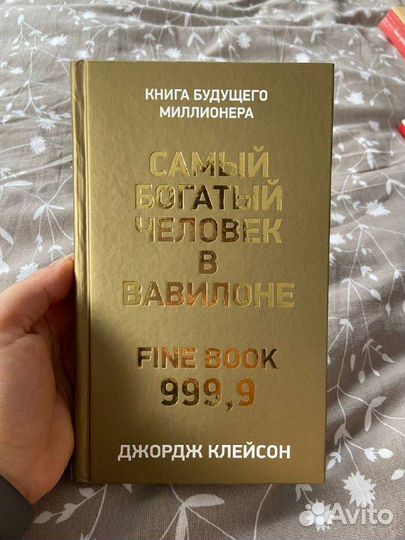 КНИГА БУДУЩЕГО
МИЛЛИОНЕРА
САМЫЙ
БОГАТЫЙ
ЧЕЛОВЕК
В
ВАВИЛОНЕ
FINE BOOK
999,9
ДЖОРДЖ КЛЕЙСОН
Avito